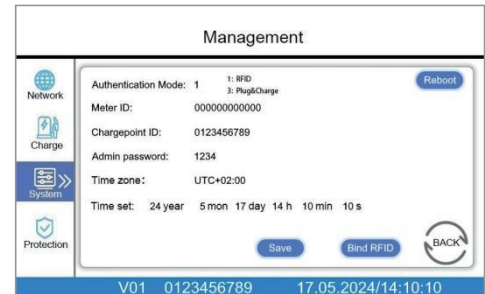 Management
Network
Charge
System
Protection
Authentication Mode: 1 1: RFID
3: Plug&Charge
Reboot
Meter ID: 000000000000
Chargepoint ID: 0123456789
Admin password: 1234
Time zone: UTC+02:00
Time set: 24 year 5 mon 17 day 14 h 10 min 10 s
Save
Bind RFID
BACK
V01 0123456789 17.05.2024/14:10:10